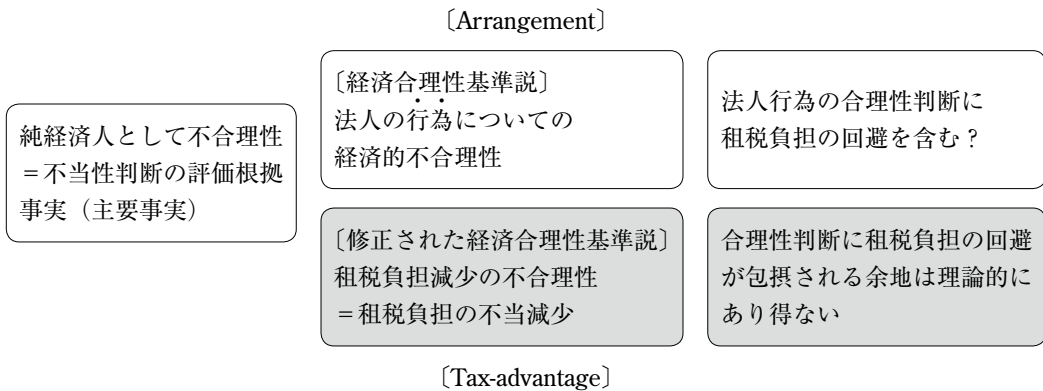 〔Arrangement〕
純経済人として不合理性
＝不当性判断の評価根拠
事実（主要事実）
〔経済合理性基準説〕
法人の行為についての
経済的不合理性
法人行為の合理性判断に
租税負担の回避を含む？
〔修正された経済合理性基準説〕
租税負担減少の不合理性
＝租税負担の不当減少
合理性判断に租税負担の回避
が包摂される余地は理論的に
あり得ない
〔Tax-advantage〕